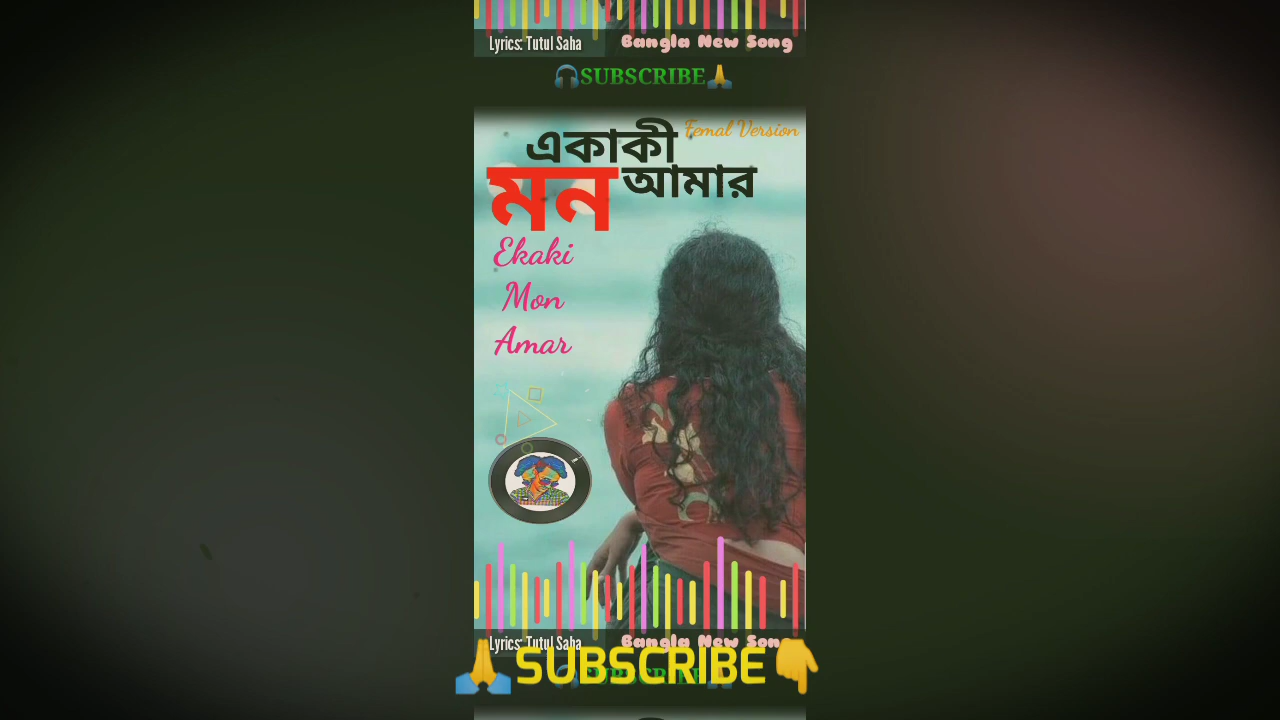 Lyrics: Tutul Saha Bangla New Song
🎧SUBSCRIBE🙏
Femal Version
একাকী
মন আমার
Ekaki
Mon
Amar
Lyrics: Tutul Saha Bangla New Song
🎧SUBSCRIBE🙏
🙏SUBSCRIBE👇